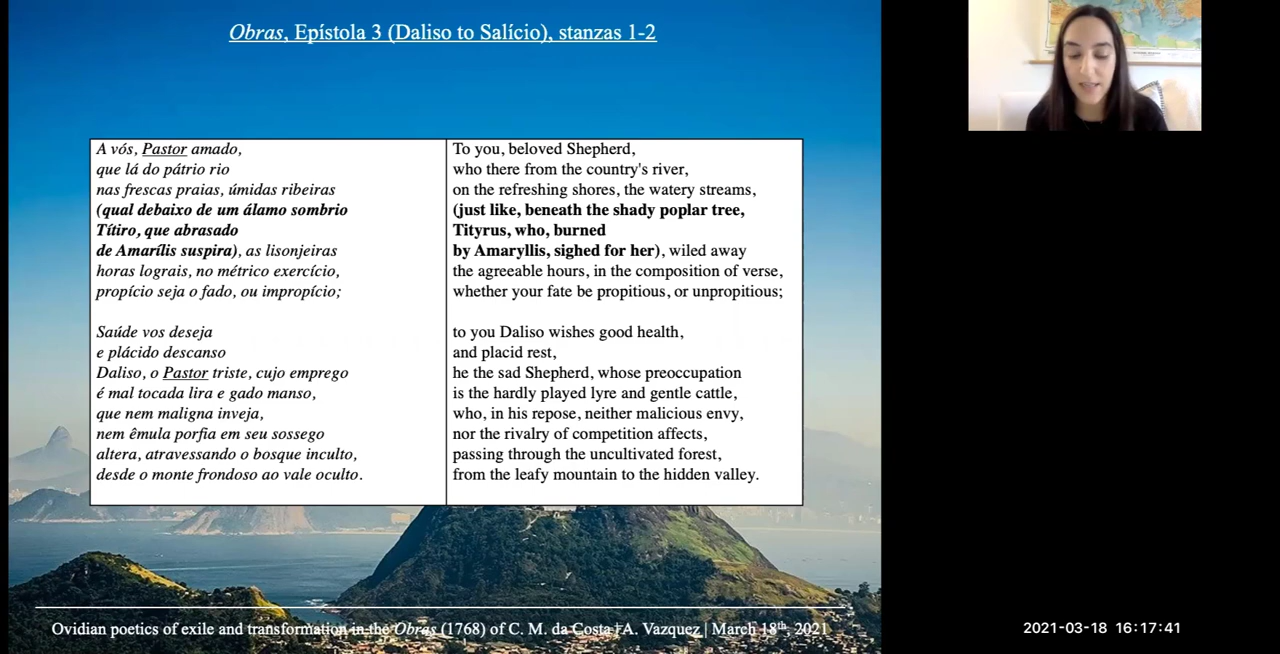 Obras, Epístola 3 (Daliso to Salício), stanzas 1-2
A vós, Pastor amado,
que lá do pátrio rio
nas frescas praias, úmidas ribeiras
(qual debaixo de um álamo sombrio
Títiro, que abrasado
de Amarílis suspira), as lisonjeiras
horas lograis, no métrico exercício,
propício seja o fado, ou impropício;
Saúde vos deseja
e plácido descanso
Daliso, o Pastor triste, cujo emprego
é mal tocada lira e gado manso,
que nem maligna inveja,
nem êmula porfia em seu sossego
altera, atravessando o bosque inculto,
desde o monte frondoso ao vale oculto.
To you, beloved Shepherd,
who there from the country's river,
on the refreshing shores, the watery streams,
(just like, beneath the shady poplar tree,
Tityrus, who, burned
by Amaryllis, sighed for her), wiled away
the agreeable hours, in the composition of verse,
whether your fate be propitious, or unpropitious;
to you Daliso wishes good health,
and placid rest,
he the sad Shepherd, whose preoccupation
is the hardly played lyre and gentle cattle,
who, in his repose, neither malicious envy,
nor the rivalry of competition affects,
passing through the uncultivated forest,
from the leafy mountain to the hidden valley.
Ovidian poetics of exile and transformation in the Obras (1768) of C. M. da Costa | A. Vazquez | March 18th, 2021
2021-03-18 16:17:41